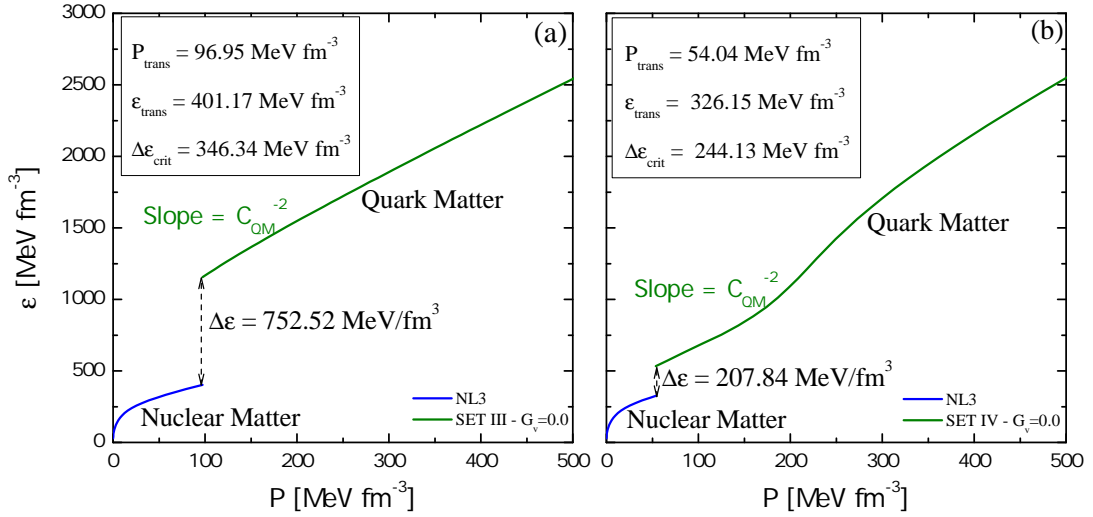 (a)
P_trans = 96.95 MeV fm^-3
ε_trans = 401.17 MeV fm^-3
Δε_crit = 346.34 MeV fm^-3
Slope = C_QM^-2
Quark Matter
Δε = 752.52 MeV/fm^3
Nuclear Matter
NL3
SET III - G_v=0.0
3000
2500
2000
1500
1000
500
0
ε [MeV fm^-3]
0 100 200 300 400 500
P [MeV fm^-3]
(b)
P_trans = 54.04 MeV fm^-3
ε_trans = 326.15 MeV fm^-3
Δε_crit = 244.13 MeV fm^-3
Quark Matter
Slope = C_QM^-2
Δε = 207.84 MeV/fm^3
Nuclear Matter
NL3
SET IV - G_v=0.0
0 100 200 300 400 500
P [MeV fm^-3]